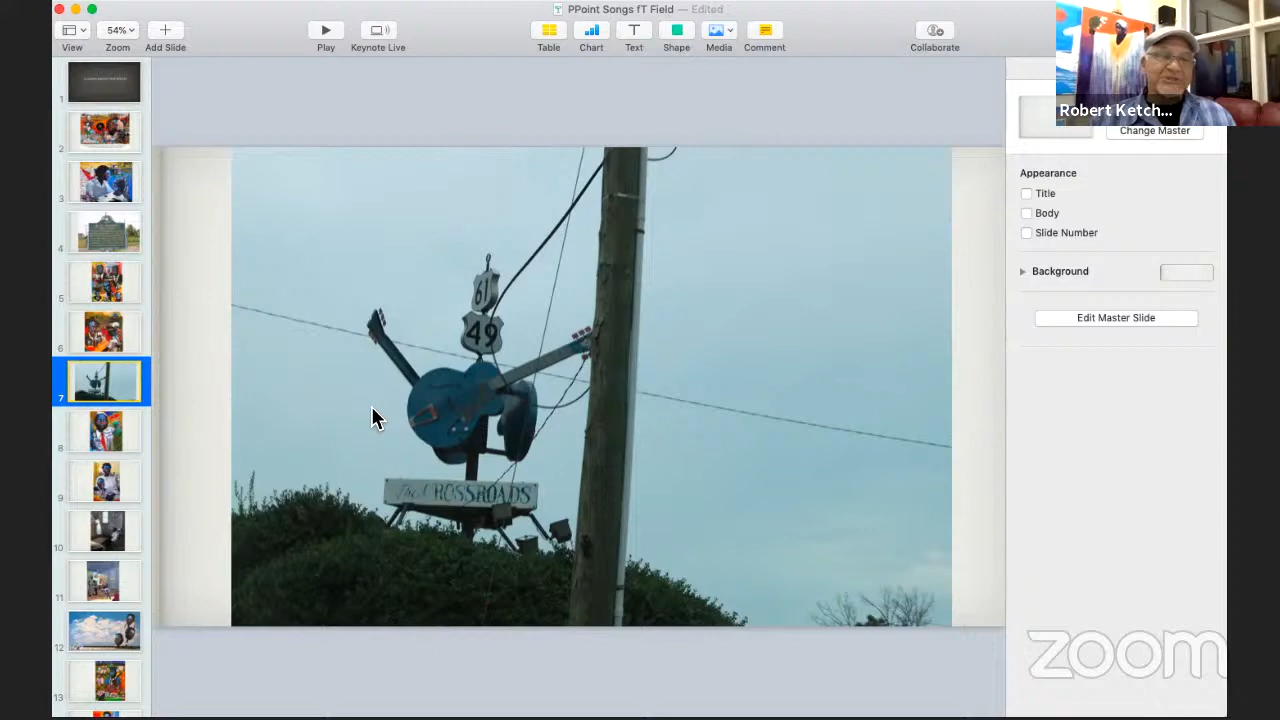 PPoint Songs fT Field — Edited
54%
View
Zoom
Add Slide
Play
Keynote Live
Table
Chart
Text
Shape
Media
Comment
Collaborate
Robert Ketch...
Change Master
Appearance
Title
Body
Slide Number
Background
Edit Master Slide
61
49
The CROSSROADS
1
2
3
4
5
6
7
8
9
10
11
12
13
zoom